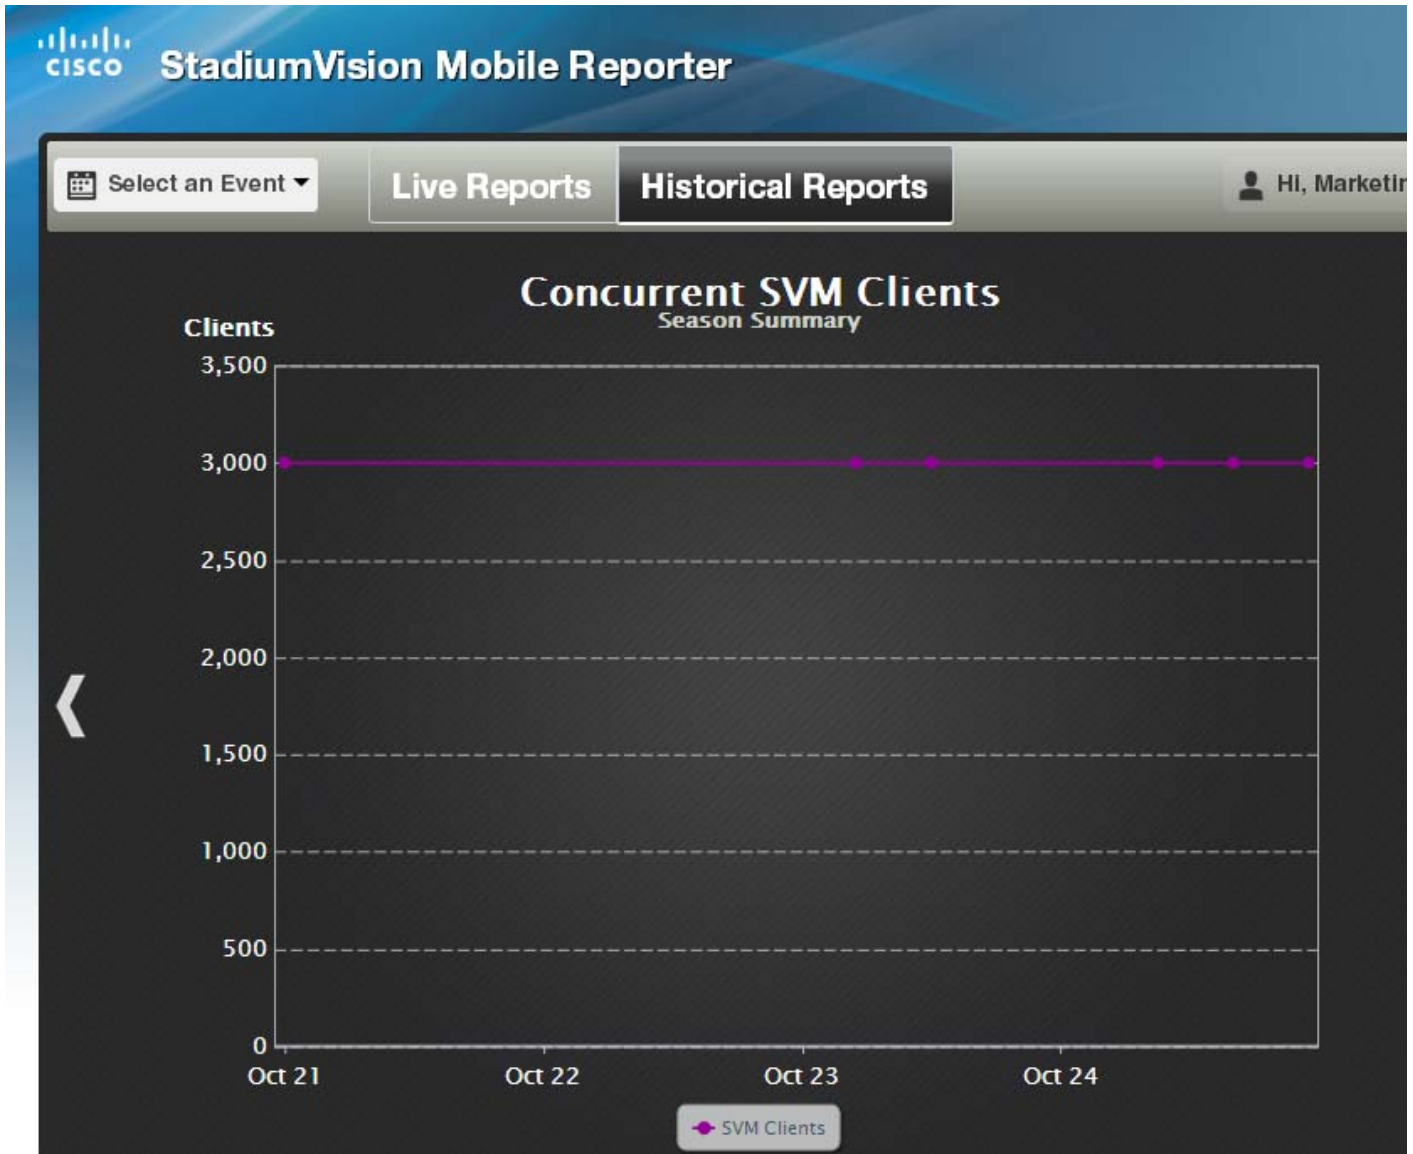 CISCO
StadiumVision Mobile Reporter
Select an Event
Live Reports
Historical Reports
Hi, Marketin
Concurrent SVM Clients
Season Summary
Clients
3,500
3,000
2,500
2,000
1,500
1,000
500
0
Oct 21 Oct 22 Oct 23 Oct 24
SVM Clients